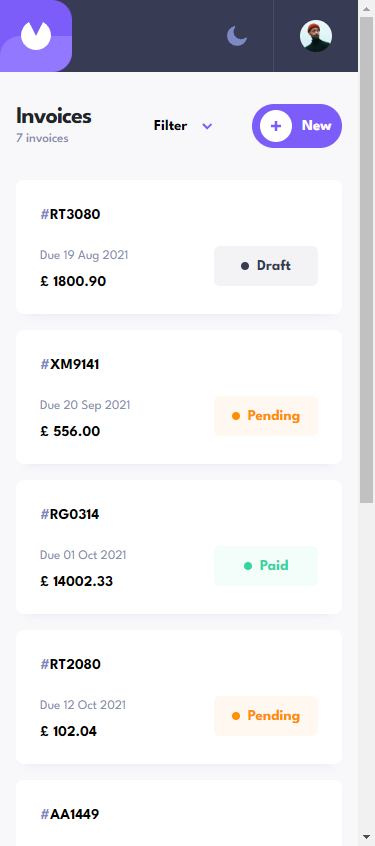 Invoices
7 invoices
Filter
New
#RT3080
Due 19 Aug 2021
£ 1800.90
Draft
#XM9141
Due 20 Sep 2021
£ 556.00
Pending
#RG0314
Due 01 Oct 2021
£ 14002.33
Paid
#RT2080
Due 12 Oct 2021
£ 102.04
Pending
#AA1449